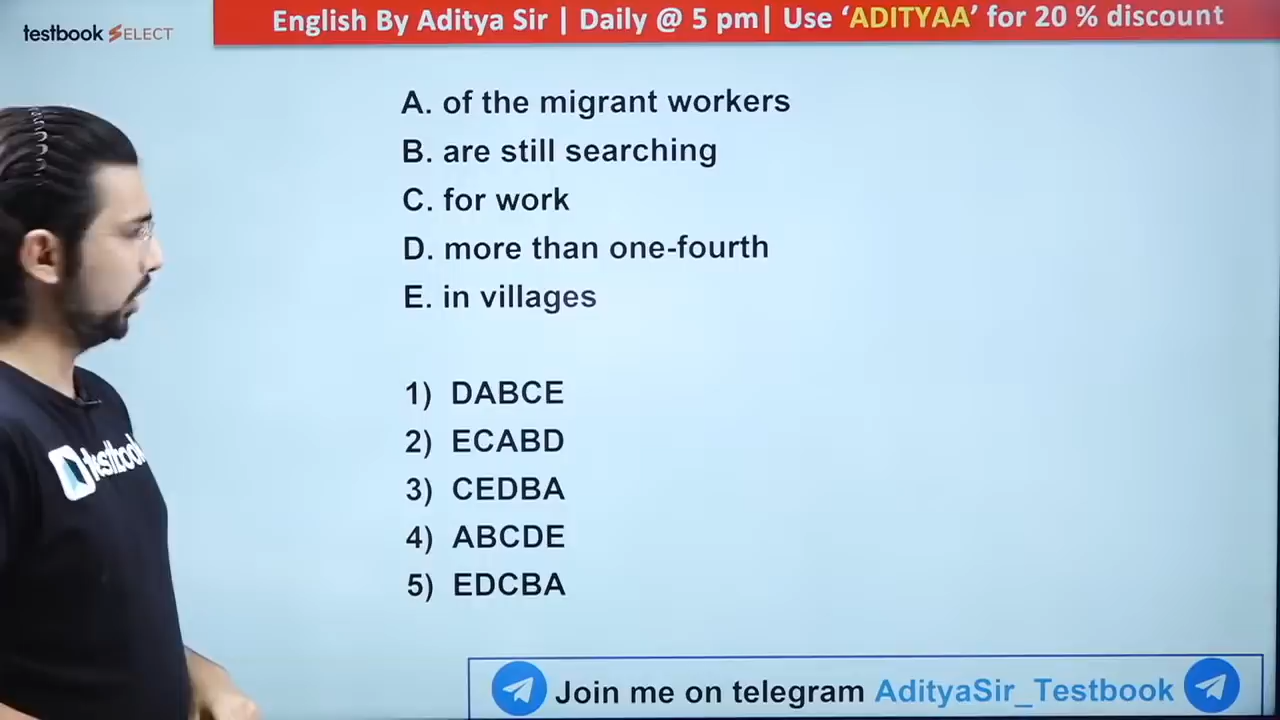 testbook SELECT
English By Aditya Sir | Daily @ 5 pm| Use ‘ADITYAA’ for 20 % discount
A. of the migrant workers
B. are still searching
C. for work
D. more than one-fourth
E. in villages
1) DABCE
2) ECABD
3) CEDBA
4) ABCDE
5) EDCBA
testbook
Join me on telegram AdityaSir_Testbook